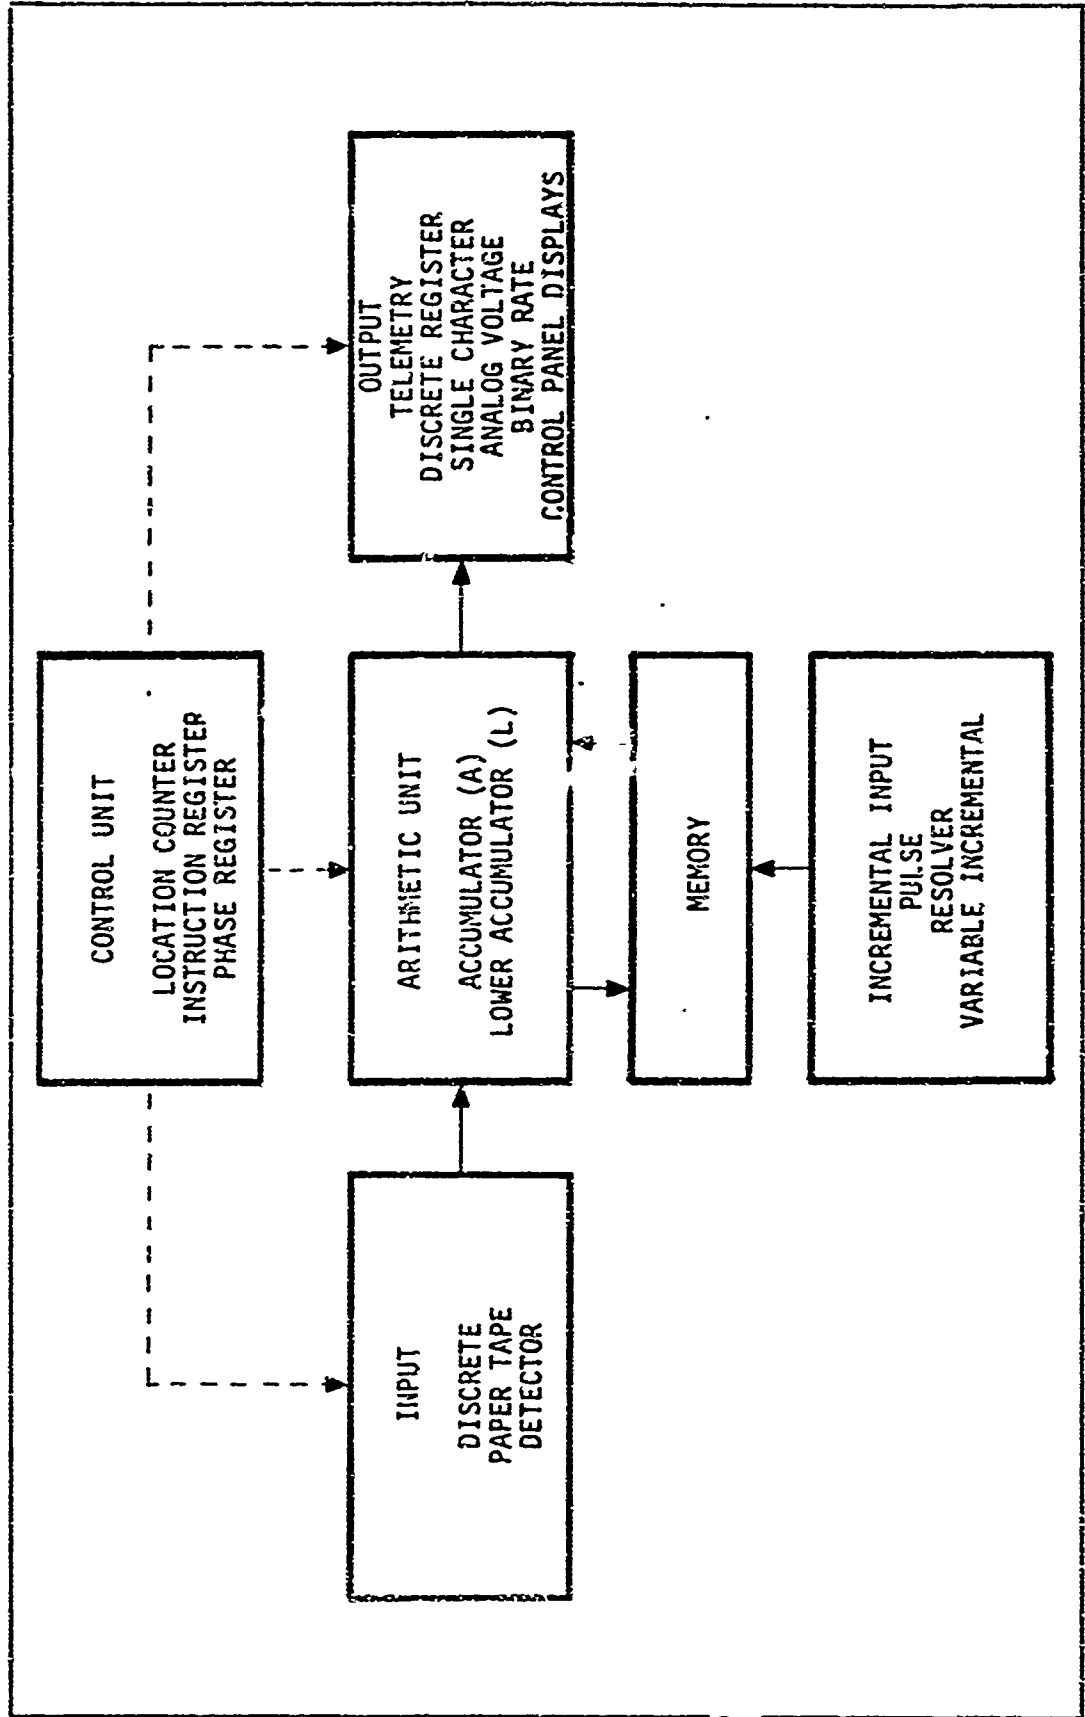 CONTROL UNIT
LOCATION COUNTER
INSTRUCTION REGISTER
PHASE REGISTER
INPUT
DISCRETE
PAPER TAPE
DETECTOR
ARITHMETIC UNIT
ACCUMULATOR (A)
LOWER ACCUMULATOR (L)
OUTPUT
TELEMETRY
DISCRETE REGISTER
SINGLE CHARACTER
ANALOG VOLTAGE
BINARY RATE
CONTROL PANEL DISPLAYS
MEMORY
INCREMENTAL INPUT
PULSE
RESOLVER
VARIABLE INCREMENTAL